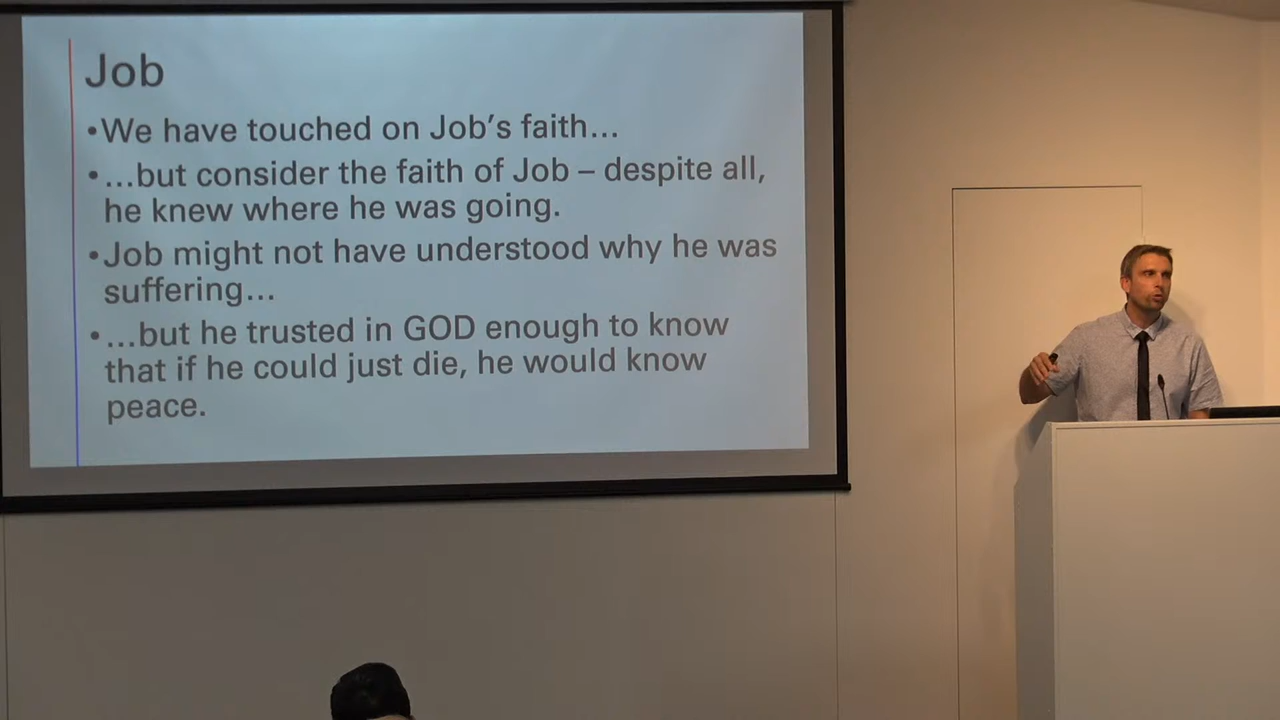 Job
•We have touched on Job's faith…
•…but consider the faith of Job – despite all,
he knew where he was going.
•Job might not have understood why he was
suffering…
•…but he trusted in GOD enough to know
that if he could just die, he would know
peace.